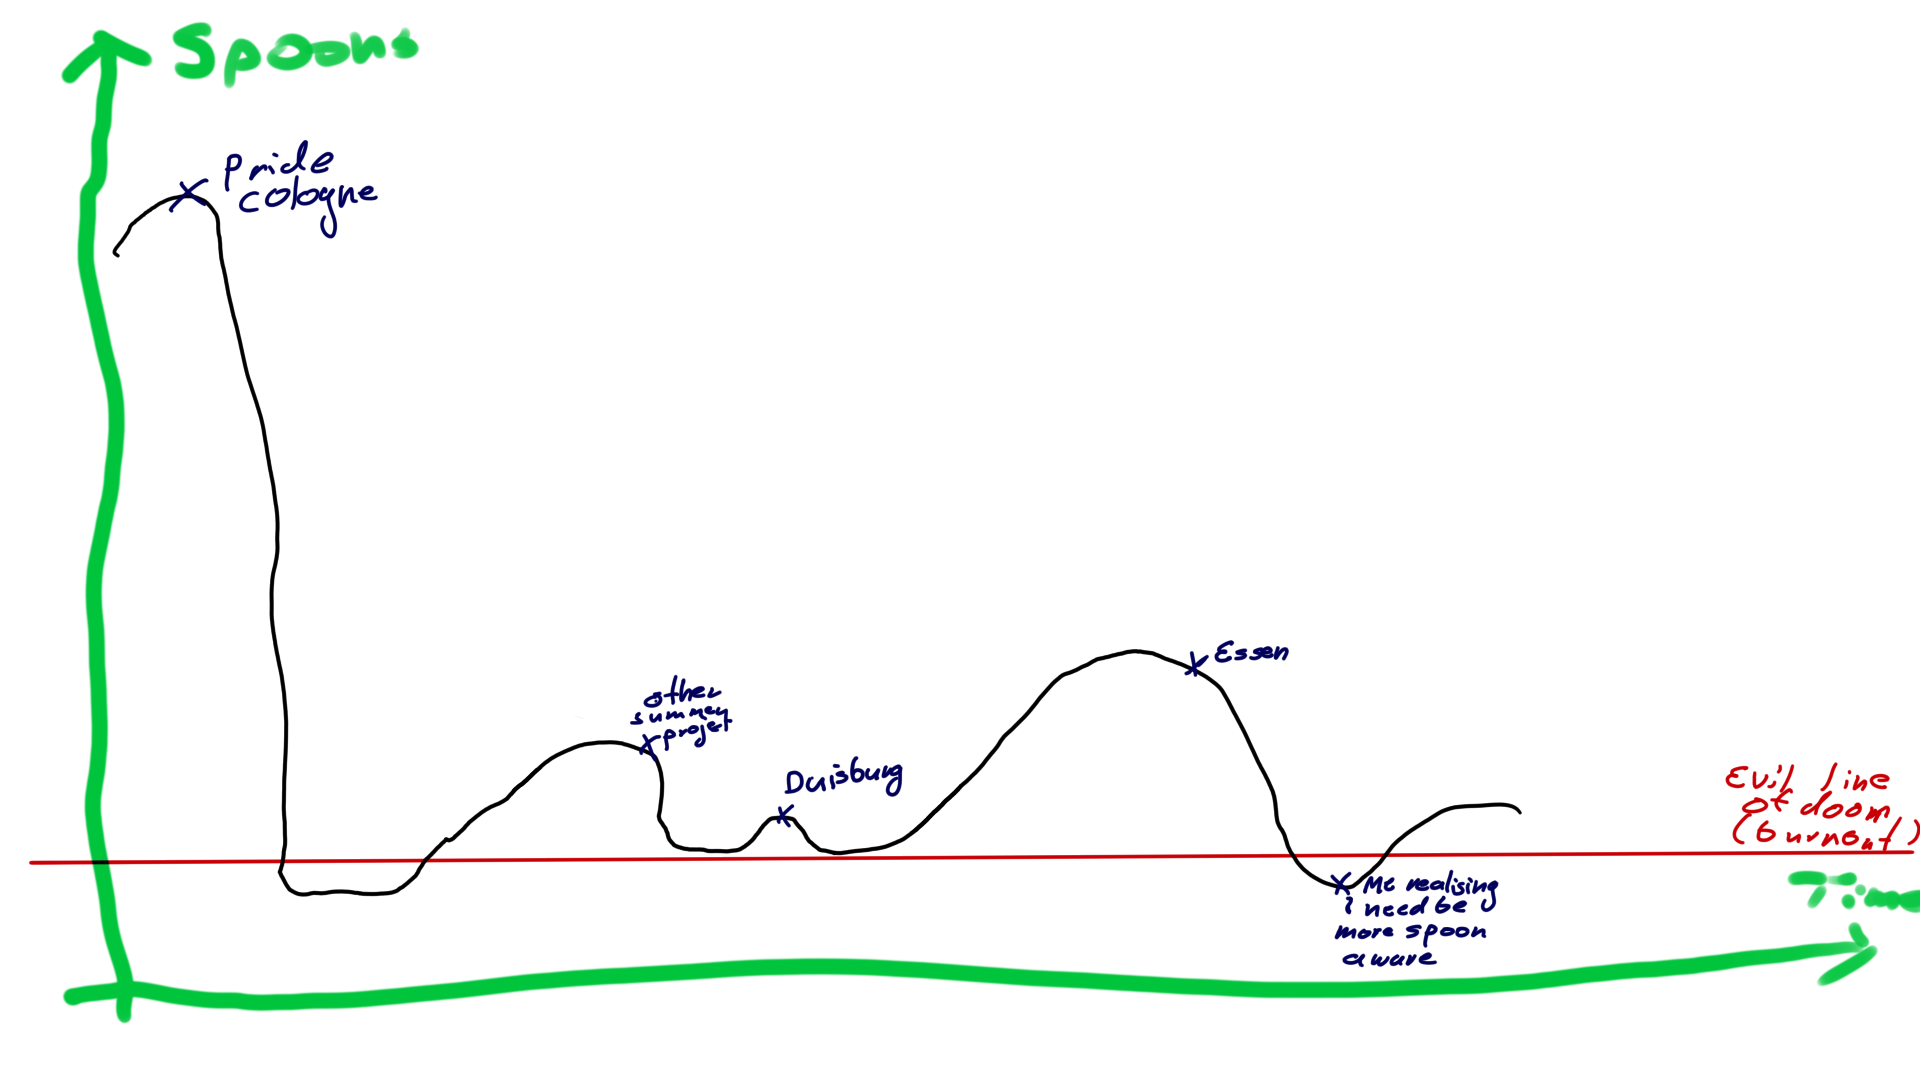 Spoons
Pride
cologne
other
summer
projet
Duisburg
Essen
Evil line
of doom
(burnout)
Time
Me realising
i need be
more spoon
aware